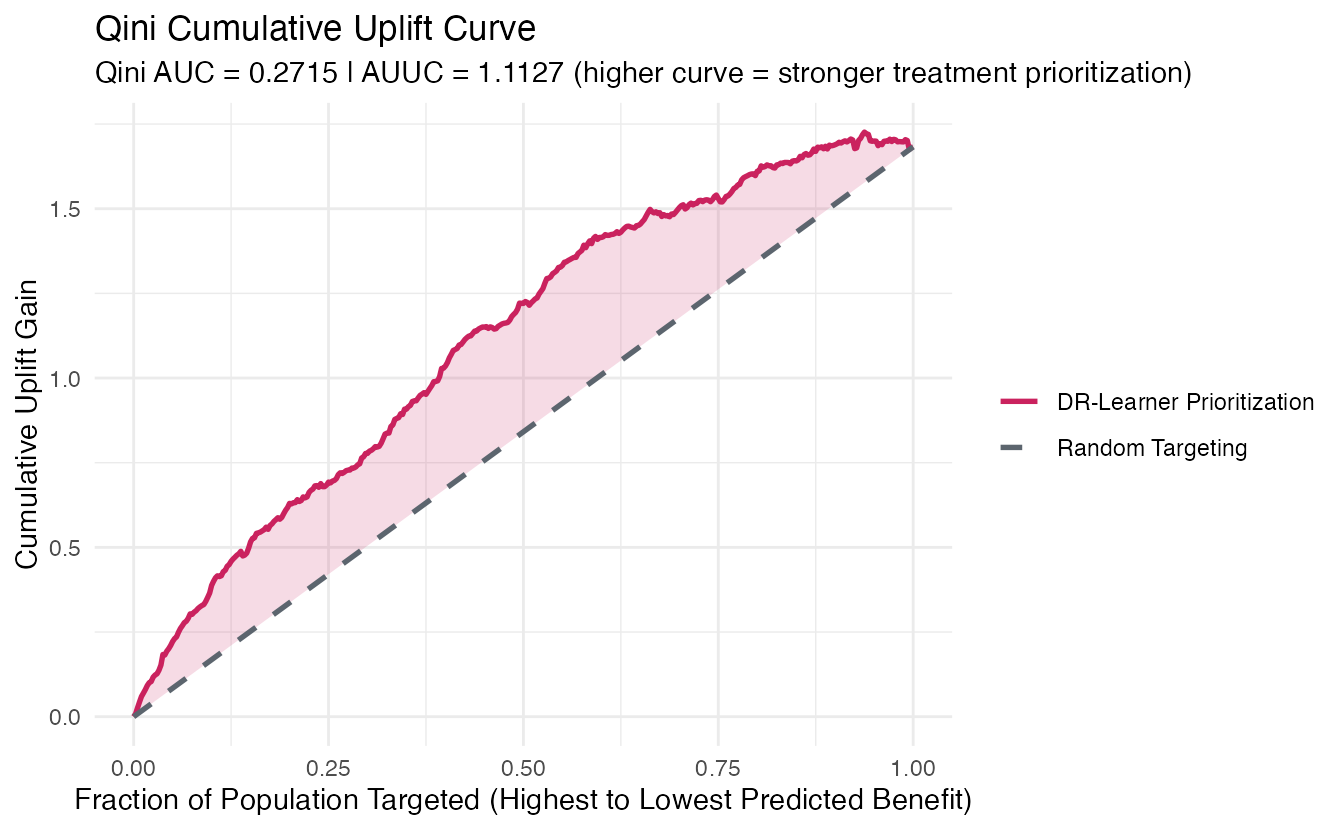 Qini Cumulative Uplift Curve
Qini AUC = 0.2715 | AUUC = 1.1127 (higher curve = stronger treatment prioritization)
Cumulative Uplift Gain
1.5
1.0
0.5
0.0
0.00 0.25 0.50 0.75 1.00
Fraction of Population Targeted (Highest to Lowest Predicted Benefit)
DR-Learner Prioritization
Random Targeting